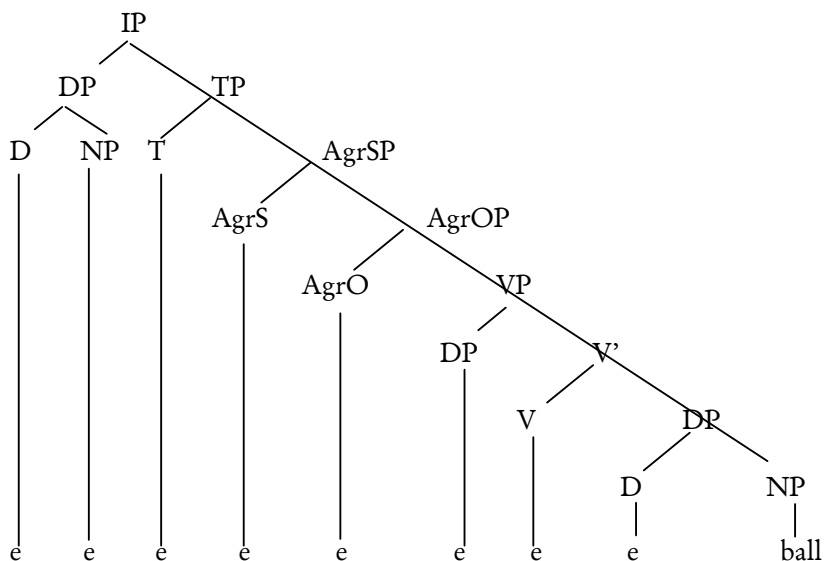 IP
DP TP
D NP T AgrSP
AgrS AgrOP
AgrO VP
DP V’
V DP
D NP
e e e e e e e e ball